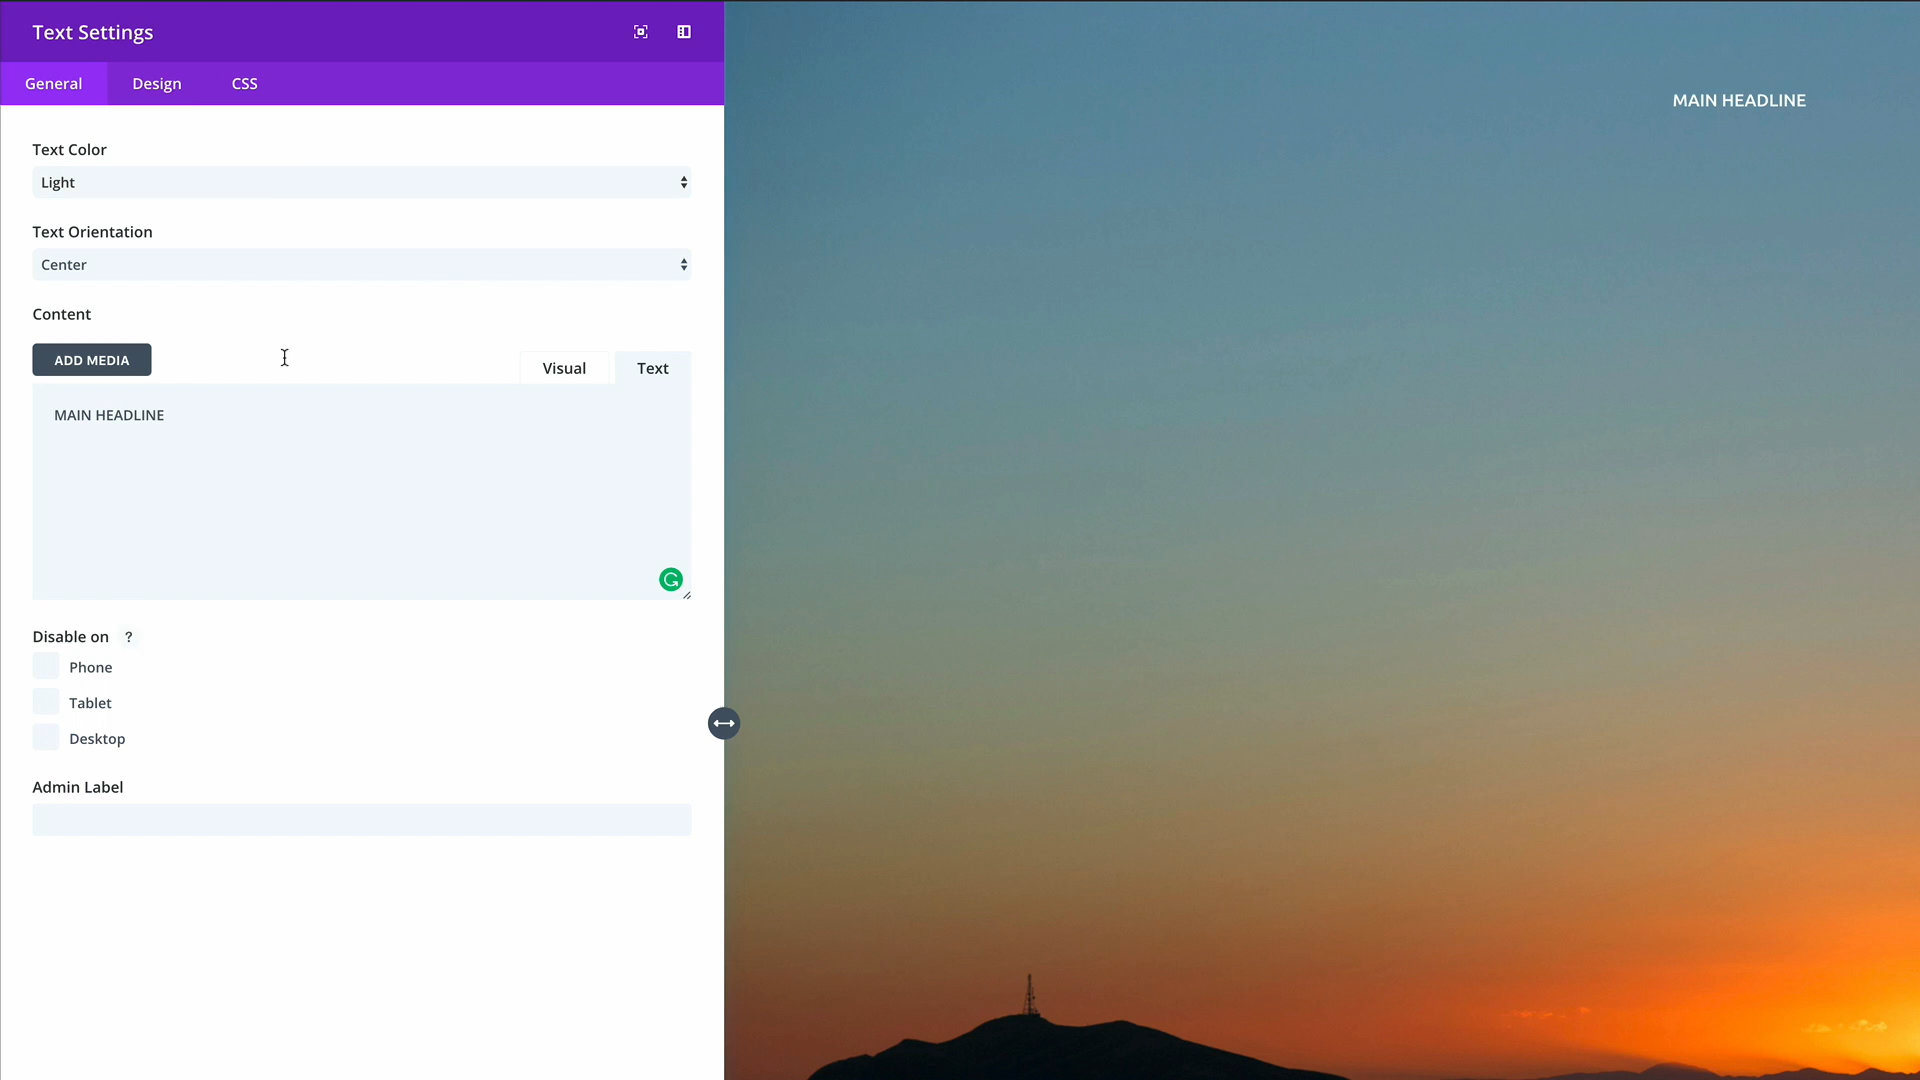 Text Settings
General
Design
CSS
Text Color
Light
Text Orientation
Center
Content
ADD MEDIA
Visual
Text
MAIN HEADLINE
Disable on ?
Phone
Tablet
Desktop
Admin Label
MAIN HEADLINE